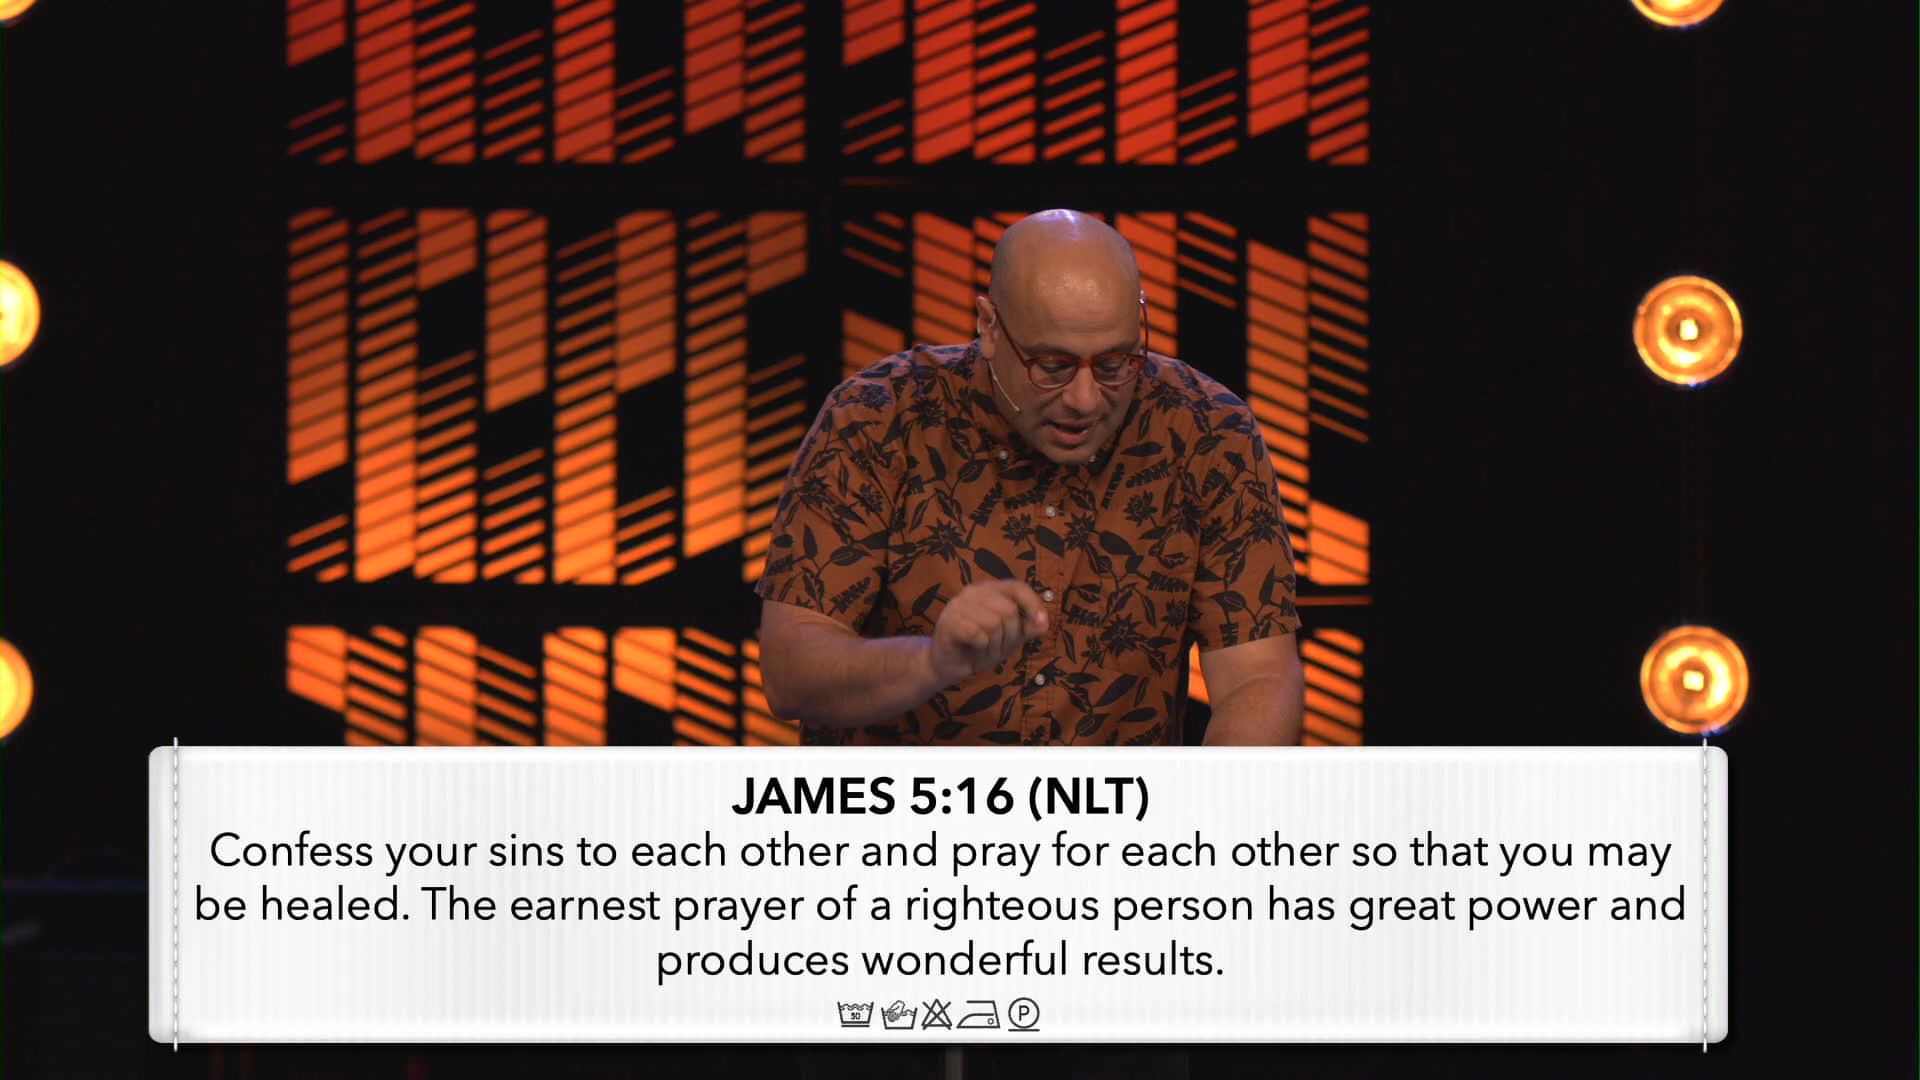 JAMES 5:16 (NLT)
Confess your sins to each other and pray for each other so that you may
be healed. The earnest prayer of a righteous person has great power and
produces wonderful results.
50 P